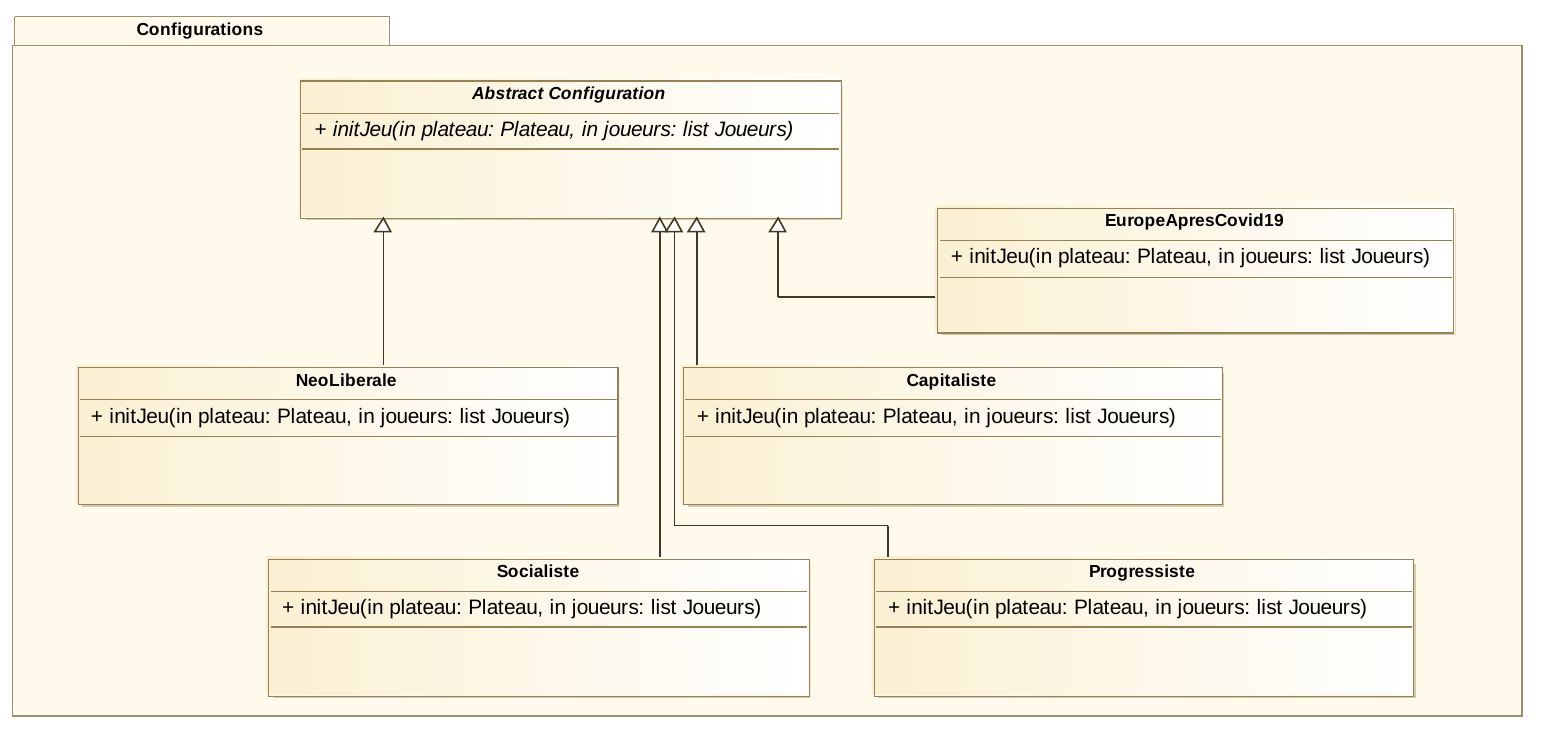 Configurations
Abstract Configuration
+ initJeu(in plateau: Plateau, in joueurs: list Joueurs)
EuropeApresCovid19
+ initJeu(in plateau: Plateau, in joueurs: list Joueurs)
NeoLiberale
+ initJeu(in plateau: Plateau, in joueurs: list Joueurs)
Capitaliste
+ initJeu(in plateau: Plateau, in joueurs: list Joueurs)
Socialiste
+ initJeu(in plateau: Plateau, in joueurs: list Joueurs)
Progressiste
+ initJeu(in plateau: Plateau, in joueurs: list Joueurs)